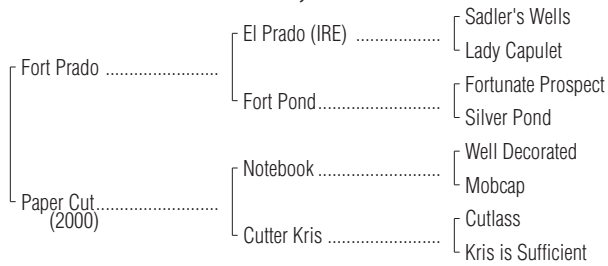 Sadler's Wells
El Prado (IRE) ....................
Lady Capulet
Fort Prado ..........................
Fortunate Prospect
Fort Pond.............................
Silver Pond
Well Decorated
Notebook .............................
Mobcap
Paper Cut.............................
(2000)
Cutlass
Cutter Kris ..........................
Kris is Sufficient